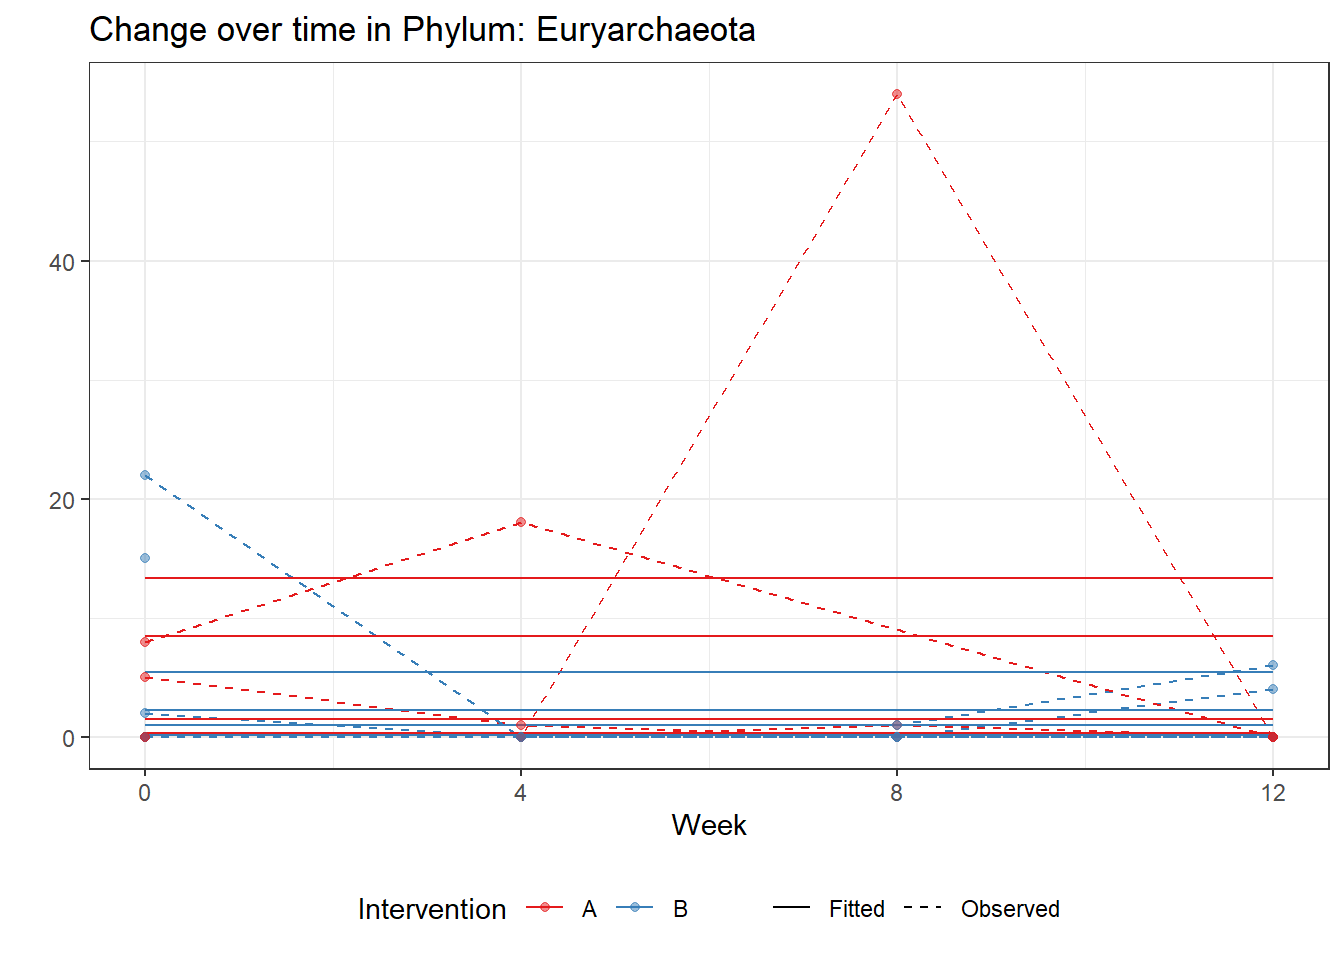 Change over time in Phylum: Euryarchaeota
40
20
0
0 4 8 12
Week
Intervention A B Fitted Observed